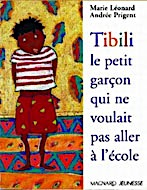 Marie Léonard
Andrée Prigent
Tibili
le petit
garçon
qui ne
voulait
pas aller
à l'école
MAGNARD JEUNESSE